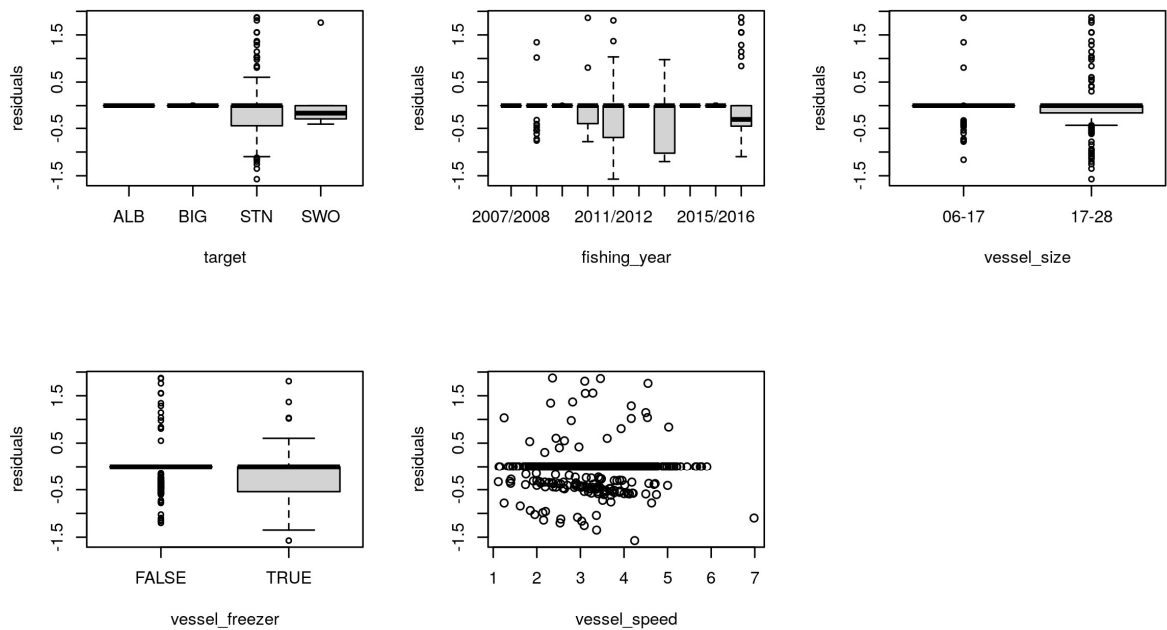 residuals
1.5
0.5
-0.5
-1.5
ALB BIG STN SWO
target
residuals
1.5
0.5
-0.5
-1.5
2007/2008 2011/2012 2015/2016
fishing_year
residuals
1.5
0.5
-0.5
-1.5
06-17 17-28
vessel_size
residuals
1.5
0.5
-0.5
-1.5
FALSE TRUE
vessel_freezer
residuals
1.5
0.5
-0.5
-1.5
1 2 3 4 5 6 7
vessel_speed